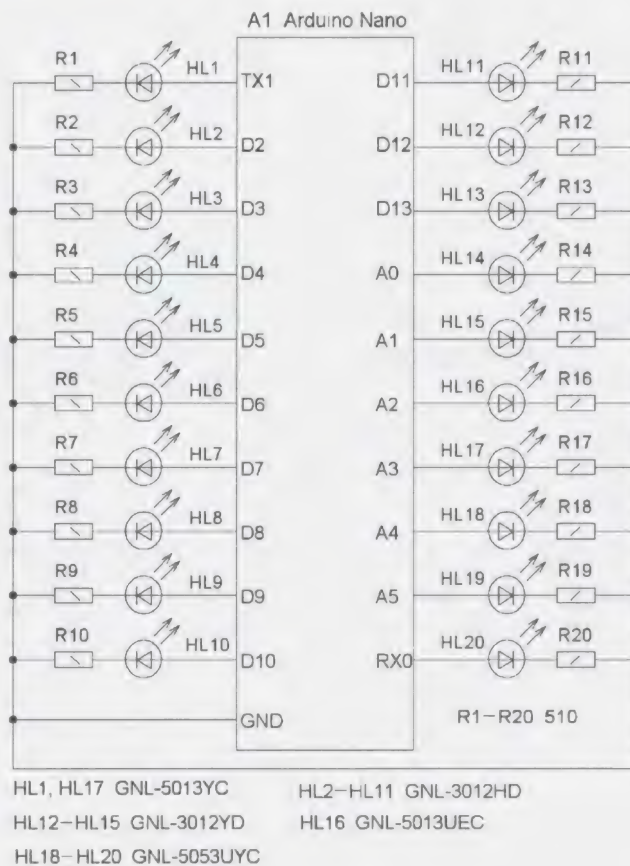 A1 Arduino Nano
R1 HL1 TX1 D11 HL11 R11
R2 HL2 D2 D12 HL12 R12
R3 HL3 D3 D13 HL13 R13
R4 HL4 D4 A0 HL14 R14
R5 HL5 D5 A1 HL15 R15
R6 HL6 D6 A2 HL16 R16
R7 HL7 D7 A3 HL17 R17
R8 HL8 D8 A4 HL18 R18
R9 HL9 D9 A5 HL19 R19
R10 HL10 D10 RX0 HL20 R20
GND R1–R20 510
HL1, HL17 GNL-5013YC HL2–HL11 GNL-3012HD
HL12–HL15 GNL-3012YD HL16 GNL-5013UEC
HL18–HL20 GNL-5053UYC